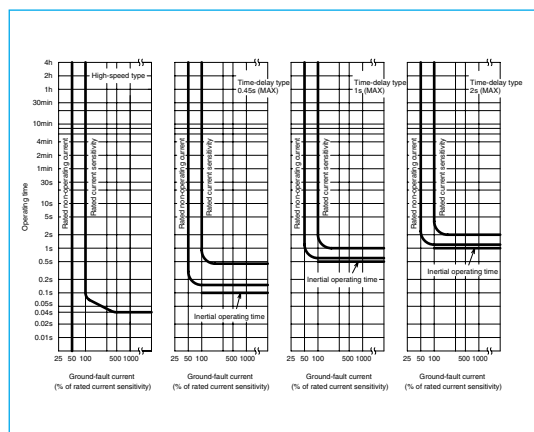 4h
2h
1h
30min
10min
4min
2min
1min
30s
10s
5s
2s
1s
0.5s
0.2s
0.1s
0.05s
0.04s
0.02s
0.01s
Operating time
High-speed type
Rated non-operating current
Rated current sensitivity
25 50 100 500 1000
Ground-fault current
(% of rated current sensitivity)
Time-delay type
0.45s (MAX)
Rated non-operating current
Rated current sensitivity
Inertial operating time
25 50 100 500 1000
Ground-fault current
(% of rated current sensitivity)
Time-delay type
1s (MAX)
Rated non-operating current
Rated current sensitivity
Inertial operating time
25 50 100 500 1000
Ground-fault current
(% of rated current sensitivity)
Time-delay type
2s (MAX)
Rated non-operating current
Rated current sensitivity
Inertial operating time
25 50 100 500 1000
Ground-fault current
(% of rated current sensitivity)